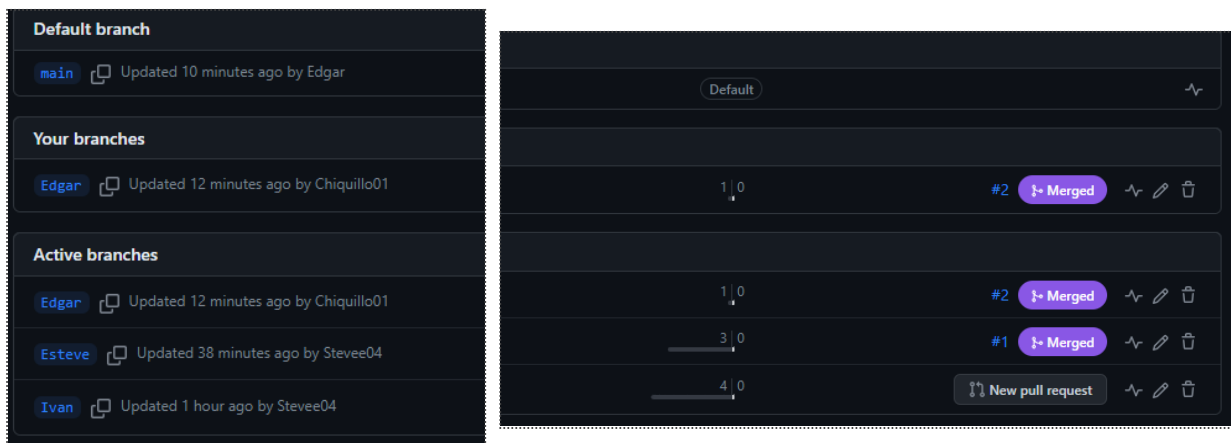 Default branch
main Updated 10 minutes ago by Edgar
Default
Your branches
Edgar Updated 12 minutes ago by Chiquillo01
1 | 0 #2 Merged
Active branches
Edgar Updated 12 minutes ago by Chiquillo01
1 | 0 #2 Merged
Esteve Updated 38 minutes ago by Stevee04
3 | 0 #1 Merged
Ivan Updated 1 hour ago by Stevee04
4 | 0 New pull request